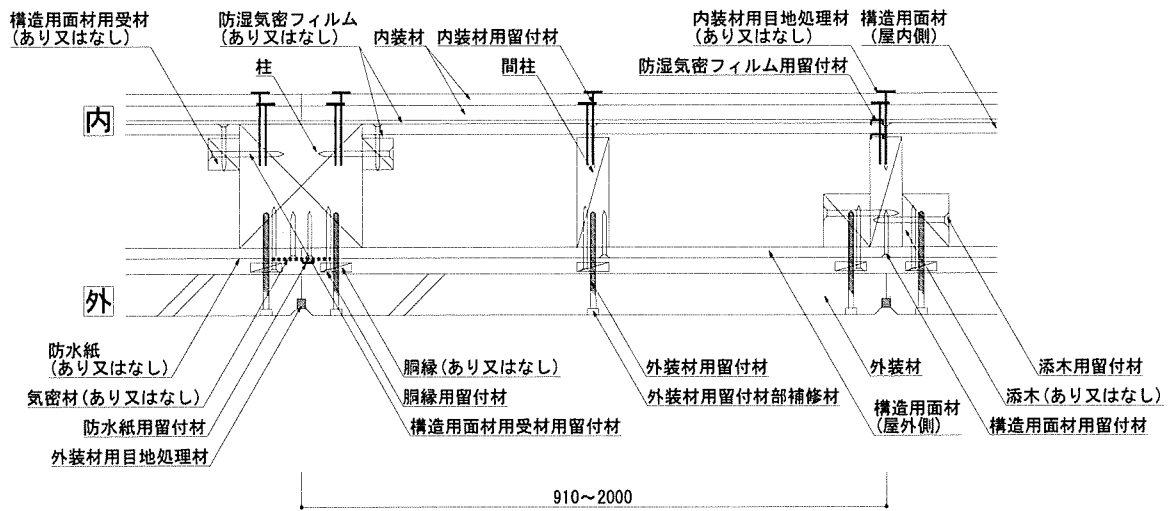 構造用面材用受材
(あり又はなし)
防湿気密フィルム
(あり又はなし)
柱
内装材
内装材用留付材
間柱
内装材用目地処理材
(あり又はなし)
防湿気密フィルム用留付材
構造用面材
(屋内側)
内
外
防水紙
(あり又はなし)
気密材(あり又はなし)
防水紙用留付材
外装材用目地処理材
胴縁(あり又はなし)
胴縁用留付材
構造用面材用受材用留付材
外装材用留付材
外装材用留付材部補修材
外装材
構造用面材
(屋外側)
添木用留付材
添木(あり又はなし)
構造用面材用留付材
910~2000